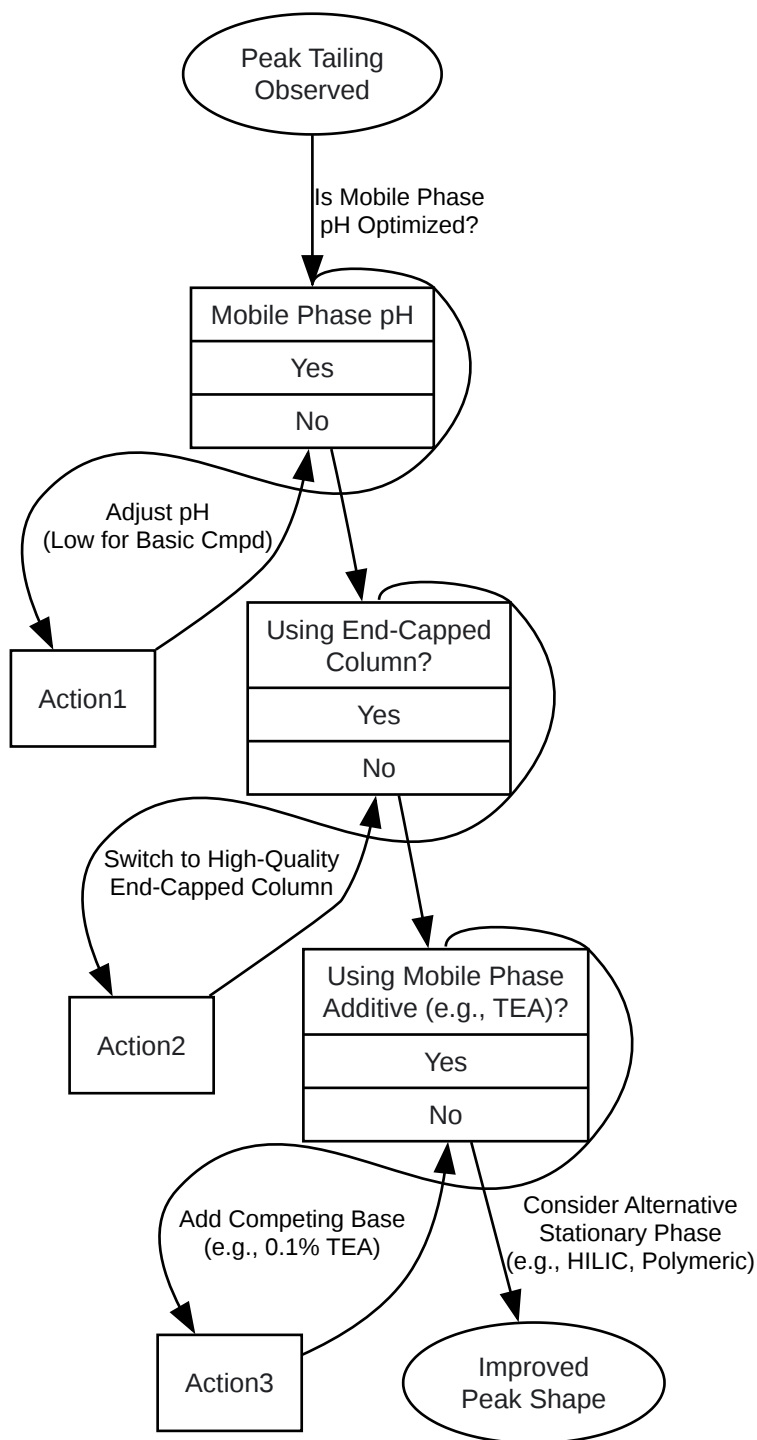 Peak Tailing
Observed
Is Mobile Phase
pH Optimized?
Mobile Phase pH
Yes
No
Adjust pH
(Low for Basic Cmpd)
Action1
Using End-Capped
Column?
Yes
No
Switch to High-Quality
End-Capped Column
Action2
Using Mobile Phase
Additive (e.g., TEA)?
Yes
No
Add Competing Base
(e.g., 0.1% TEA)
Consider Alternative
Stationary Phase
(e.g., HILIC, Polymeric)
Action3
Improved
Peak Shape